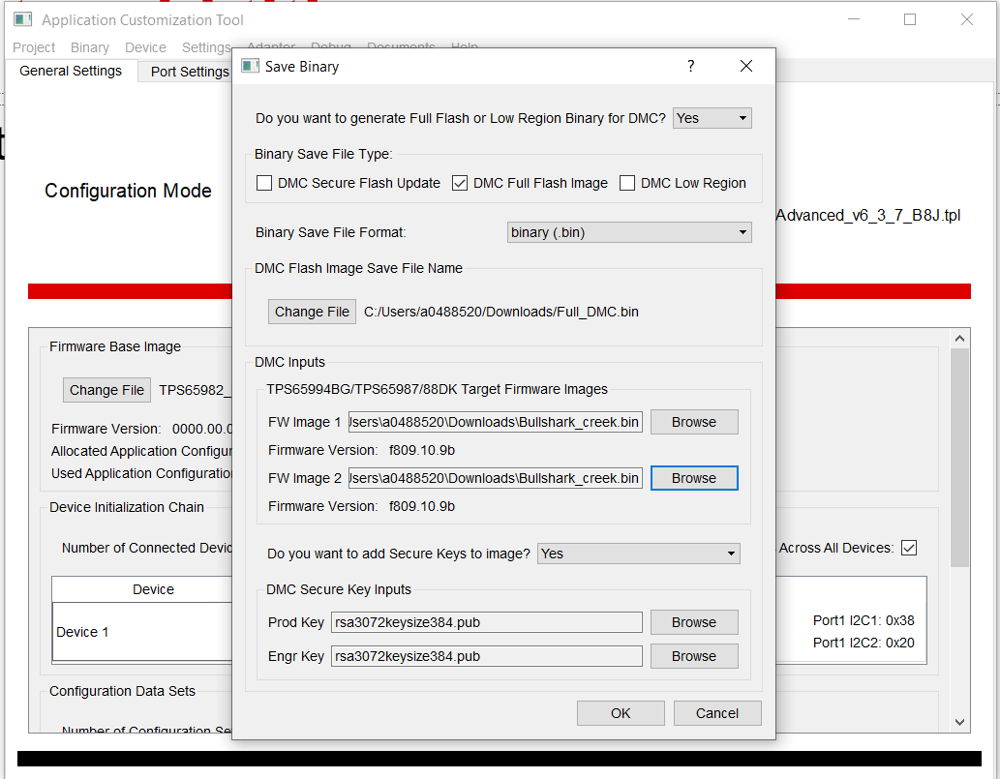 Application Customization Tool
Project Binary Device Settings Adapter Debug Documents Help
General Settings Port Settings
Configuration Mode
Advanced_v6_3_7_B8J.tpl
Firmware Base Image
Change File TPS65982_
Firmware Version: 0000.00.0
Allocated Application Configur
Used Application Configuratio
Device Initialization Chain
Number of Connected Devic
Across All Devices:
Device
Device 1
Port1 I2C1: 0x38
Port1 I2C2: 0x20
Configuration Data Sets
Number of Configuration Se
Save Binary ?
Do you want to generate Full Flash or Low Region Binary for DMC? Yes
Binary Save File Type:
DMC Secure Flash Update DMC Full Flash Image DMC Low Region
Binary Save File Format: binary (.bin)
DMC Flash Image Save File Name
Change File C:/Users/a0488520/Downloads/Full_DMC.bin
DMC Inputs
TPS65994BG/TPS65987/88DK Target Firmware Images
FW Image 1 Jsers\a0488520\Downloads\Bullshark_creek.bin Browse
Firmware Version: f809.10.9b
FW Image 2 Jsers\a0488520\Downloads\Bullshark_creek.bin Browse
Firmware Version: f809.10.9b
Do you want to add Secure Keys to image? Yes
DMC Secure Key Inputs
Prod Key rsa3072keysize384.pub Browse
Engr Key rsa3072keysize384.pub Browse
OK Cancel